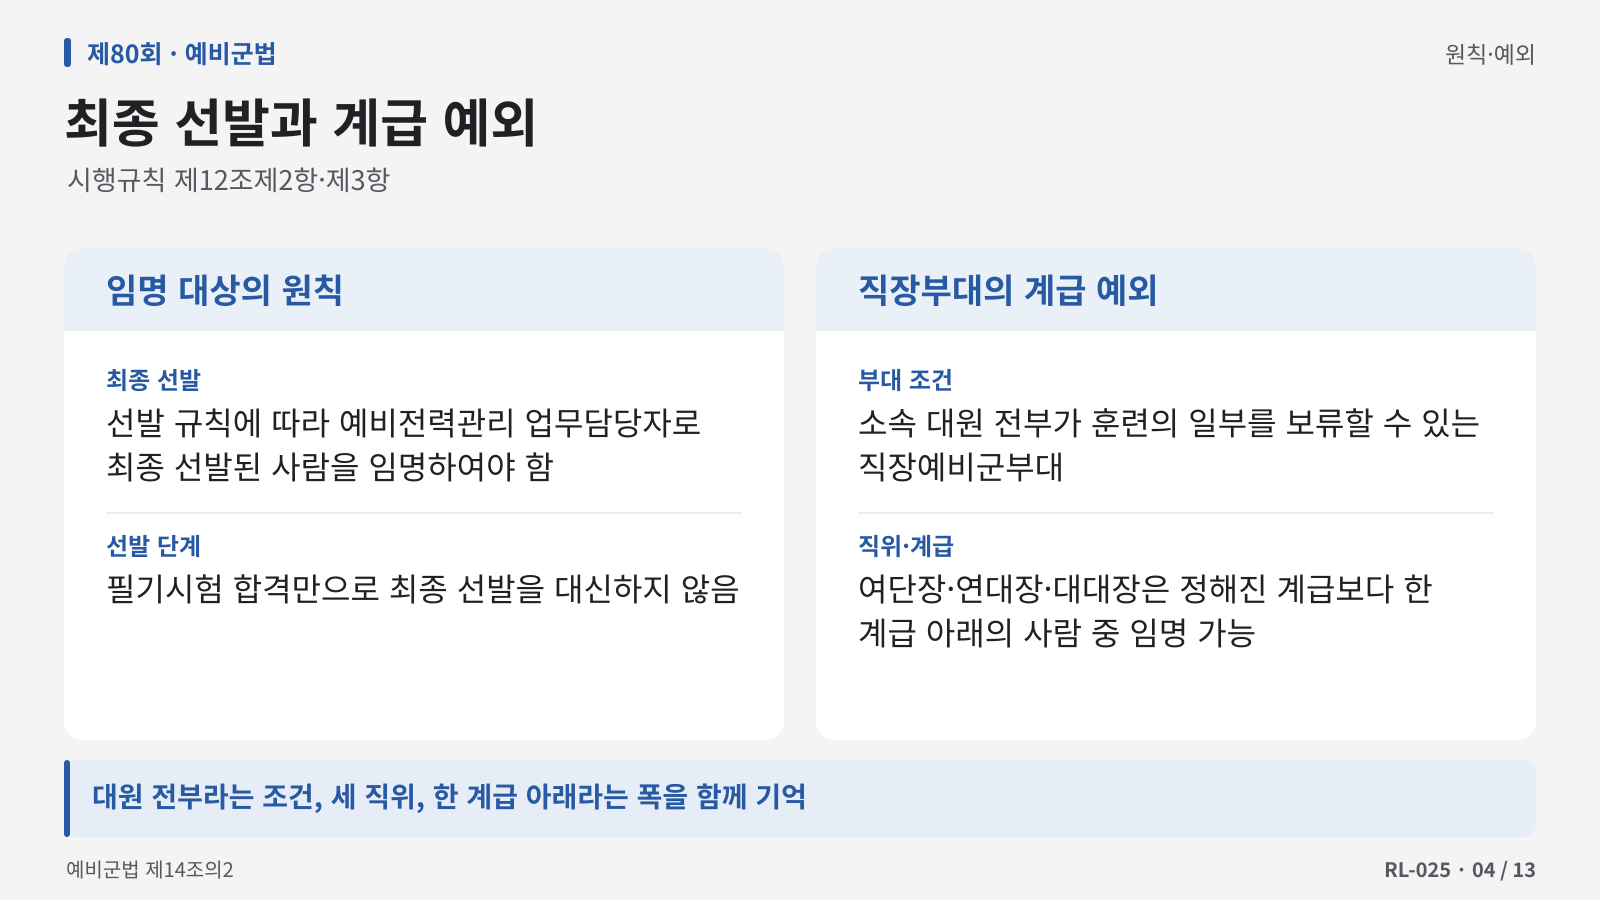 제80회 · 예비군법
원칙·예외
최종 선발과 계급 예외
시행규칙 제12조제2항·제3항
임명 대상의 원칙
최종 선발
선발 규칙에 따라 예비전력관리 업무담당자로
최종 선발된 사람을 임명하여야 함
선발 단계
필기시험 합격만으로 최종 선발을 대신하지 않음
직장부대의 계급 예외
부대 조건
소속 대원 전부가 훈련의 일부를 보류할 수 있는
직장예비군부대
직위·계급
여단장·연대장·대대장은 정해진 계급보다 한
계급 아래의 사람 중 임명 가능
대원 전부라는 조건, 세 직위, 한 계급 아래라는 폭을 함께 기억
예비군법 제14조의2
RL-025 · 04 / 13